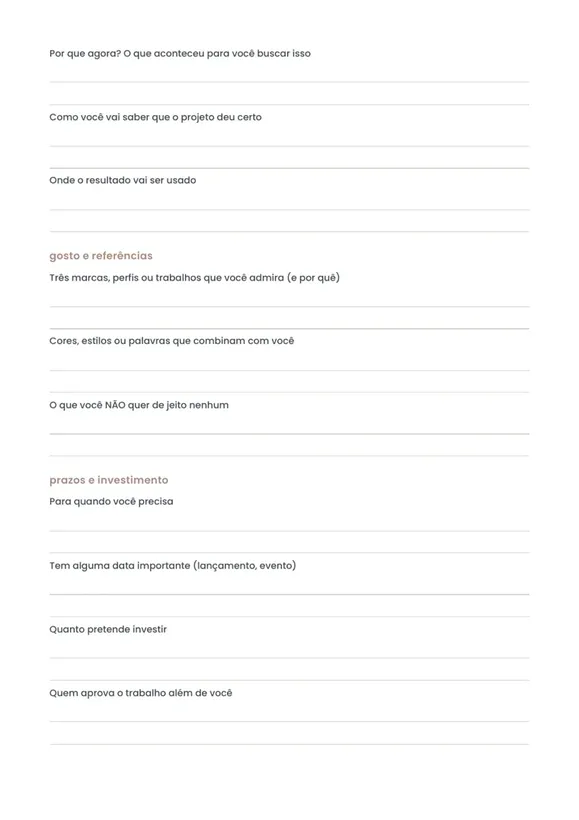 Por que agora? O que aconteceu para você buscar isso
Como você vai saber que o projeto deu certo
Onde o resultado vai ser usado
gosto e referências
Três marcas, perfis ou trabalhos que você admira (e por quê)
Cores, estilos ou palavras que combinam com você
O que você NÃO quer de jeito nenhum
prazos e investimento
Para quando você precisa
Tem alguma data importante (lançamento, evento)
Quanto pretende investir
Quem aprova o trabalho além de você